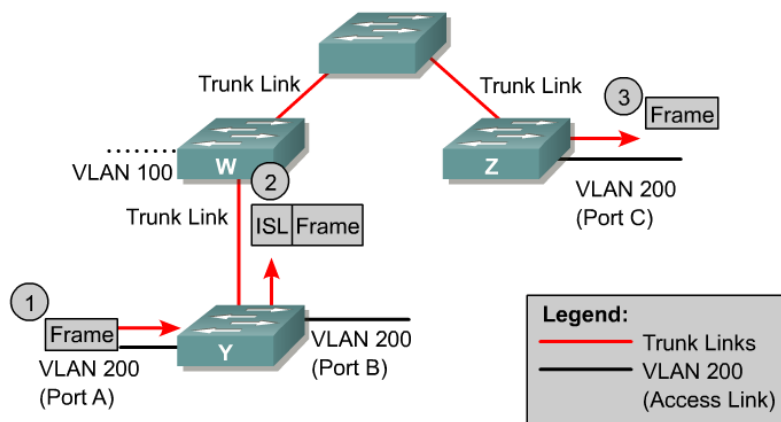 Trunk Link
Trunk Link
3
Frame
W
Z
VLAN 100
2
VLAN 200
(Port C)
Trunk Link
ISL Frame
1
Frame
Y
VLAN 200
(Port A)
VLAN 200
(Port B)
Legend:
Trunk Links
VLAN 200
(Access Link)